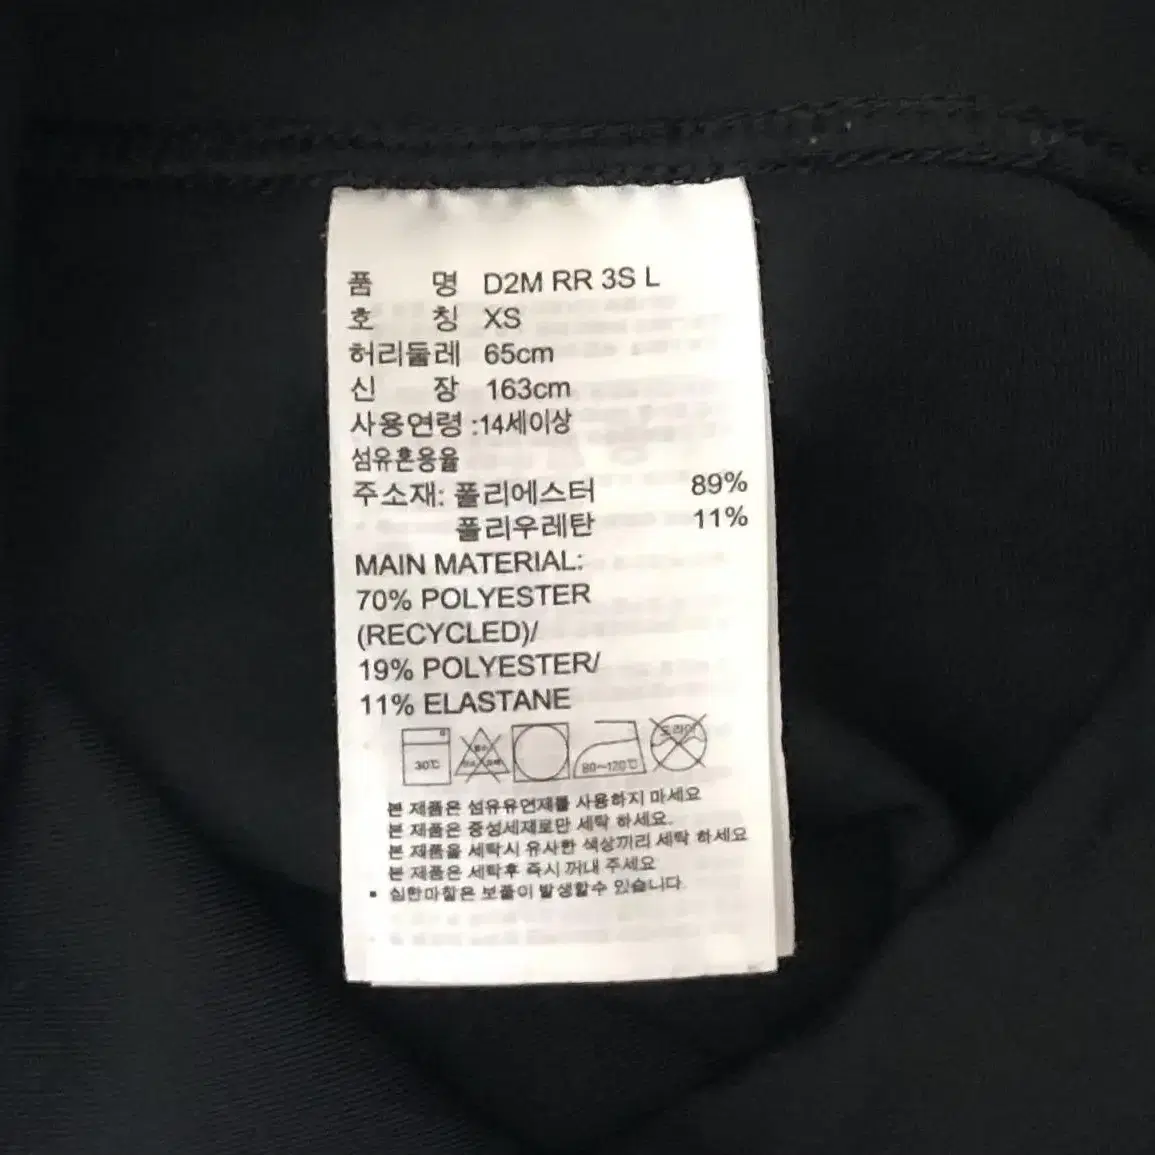 품 명 D2M RR 3S L
호 칭 XS
허리둘레 65cm
신 장 163cm
사용연령 :14세이상
섬유혼용율
주소재: 폴리에스터 89%
폴리우레탄 11%
MAIN MATERIAL:
70% POLYESTER
(RECYCLED)/
19% POLYESTER/
11% ELASTANE
30℃ 80~120℃ 드라이
본 제품은 섬유유연제를 사용하지 마세요
본 제품은 중성세제로만 세탁 하세요.
본 제품을 세탁시 유사한 색상끼리 세탁 하세요
본 제품은 세탁후 즉시 꺼내 주세요
• 심한마찰은 보풀이 발생할수 있습니다.